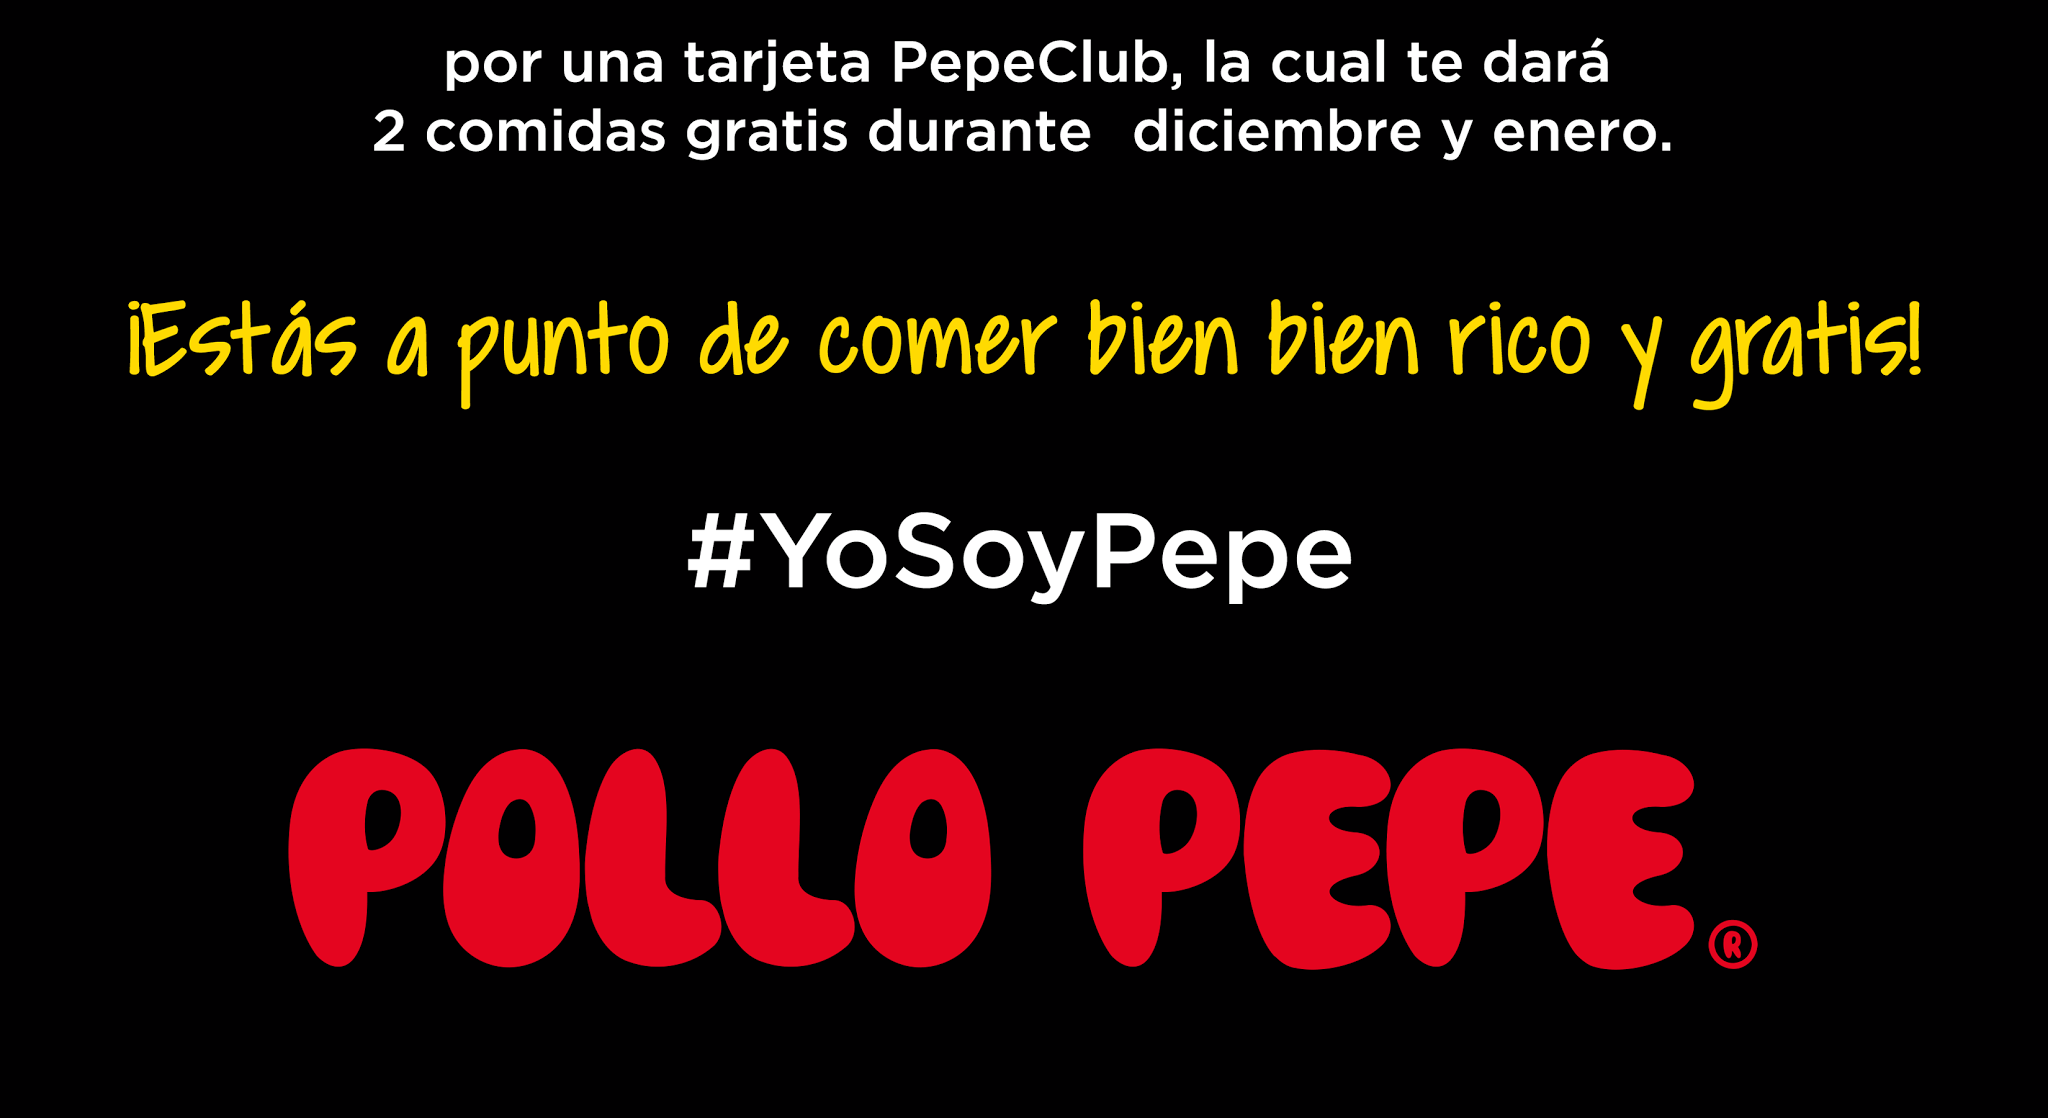 por una tarjeta PepeClub, la cual te dará
2 comidas gratis durante diciembre y enero.
¡Estás a punto de comer bien bien rico y gratis!
#YoSoyPepe
POLLO PEPE®